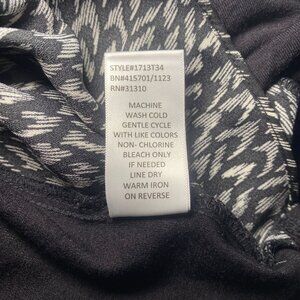 STYLE#1713T34
BN#415701/1123
RN#31310
MACHINE
WASH COLD
GENTLE CYCLE
WITH LIKE COLORS
NON- CHLORINE
BLEACH ONLY
IF NEEDED
LINE DRY
WARM IRON
ON REVERSE